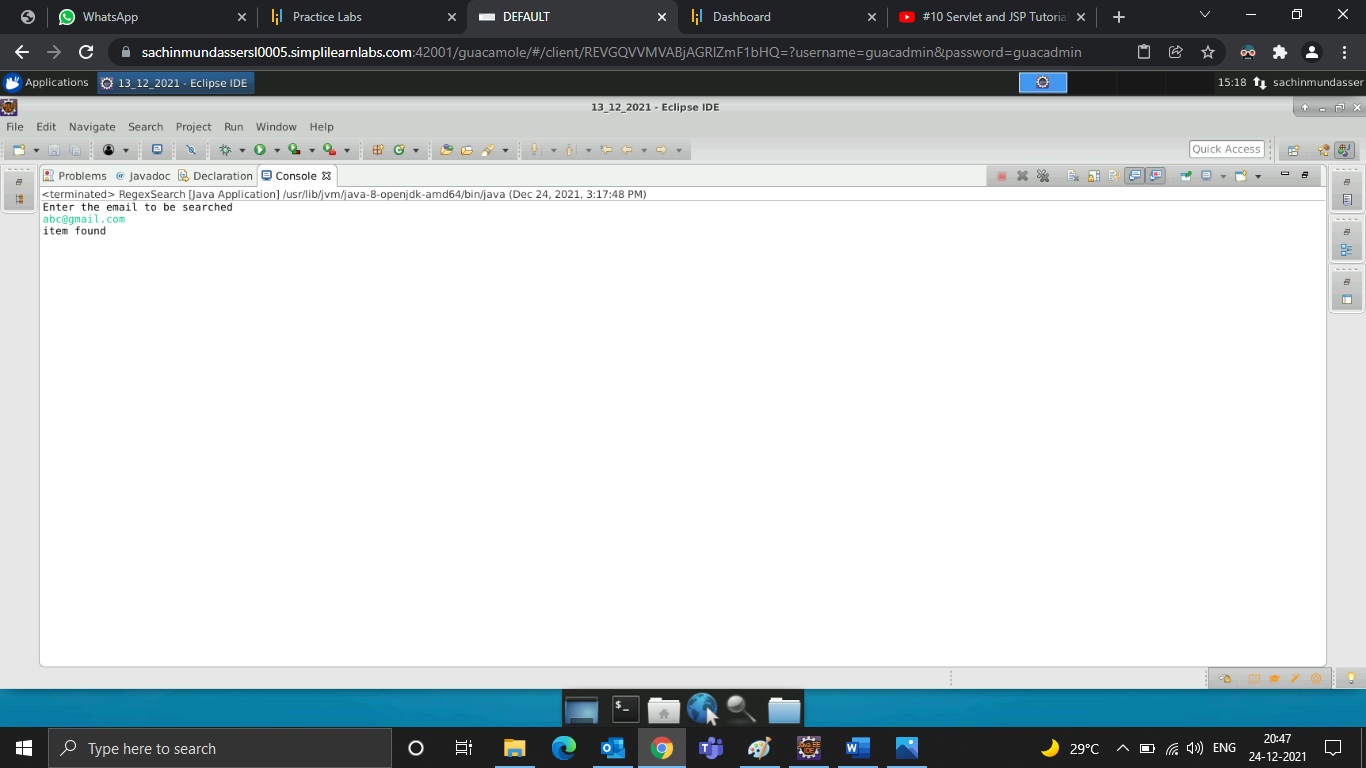 WhatsApp
Practice Labs
DEFAULT
Dashboard
#10 Servlet and JSP Tutoria
sachinmundassersl0005.simplilearnlabs.com:42001/guacamole/#/client/REVGQVVMVABjAGRlZmF1bHQ=?username=guacadmin&password=guacadmin
Applications
13_12_2021 - Eclipse IDE
15:18
sachinmundasser
13_12_2021 - Eclipse IDE
File Edit Navigate Search Project Run Window Help
Quick Access
Problems @ Javadoc Declaration Console
<terminated> RegexSearch [Java Application] /usr/lib/jvm/java-8-openjdk-amd64/bin/java (Dec 24, 2021, 3:17:48 PM)
Enter the email to be searched
abc@gmail.com
item found
$_
Type here to search
29°C
ENG
20:47
24-12-2021